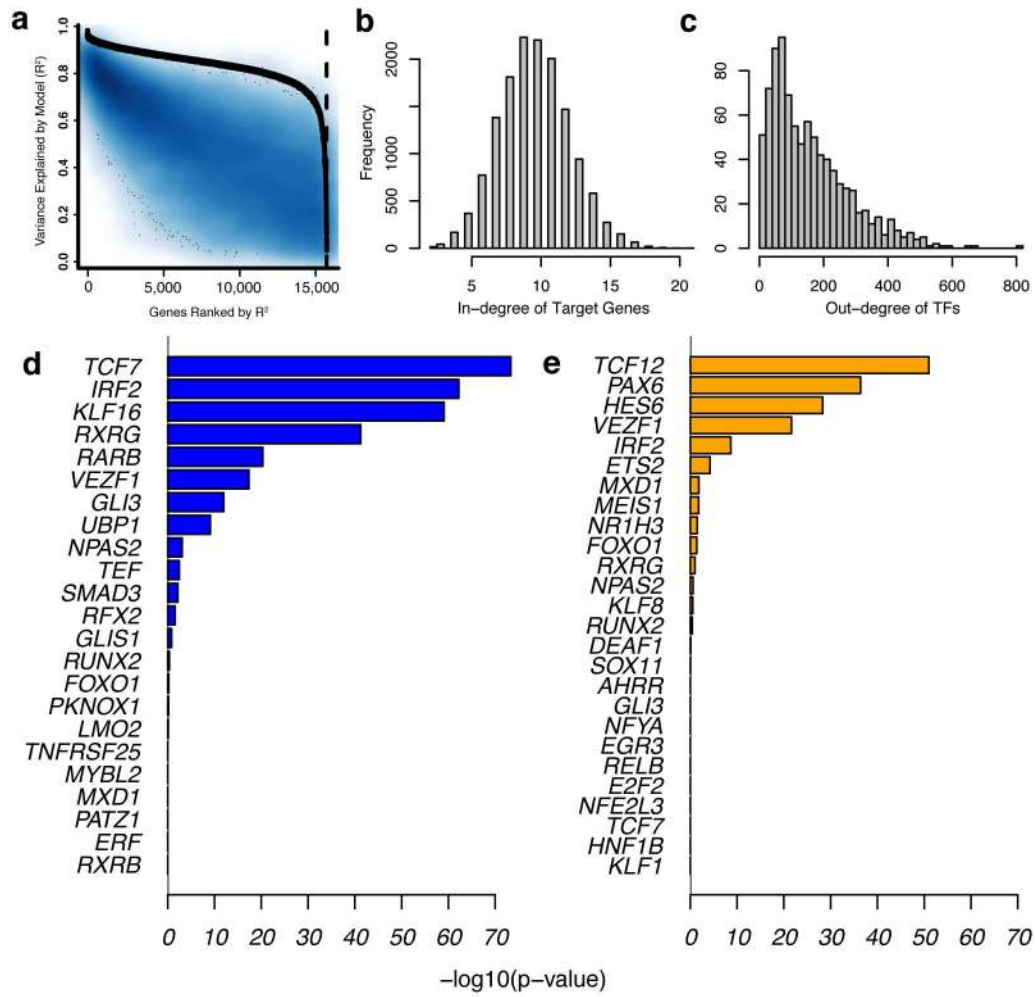 a
Variance Explained by Model (R²)
1.0
0.8
0.6
0.4
0.2
0.0
0 5,000 10,000 15,000
Genes Ranked by R²
b
Frequency
2000
1000
500
0
5 10 15 20
In-degree of Target Genes
c
80
60
40
20
0
0 200 400 600 800
Out-degree of TFs
d
TCF7
IRF2
KLF16
RXRG
RARB
VEZF1
GLI3
UBP1
NPAS2
TEF
SMAD3
RFX2
GLIS1
RUNX2
FOXO1
PKNOX1
LMO2
TNFRSF25
MYBL2
MXD1
PATZ1
ERF
RXRB
0 10 20 30 40 50 60 70
e
TCF12
PAX6
HES6
VEZF1
IRF2
ETS2
MXD1
MEIS1
NR1H3
FOXO1
RXRG
NPAS2
KLF8
RUNX2
DEAF1
SOX11
AHRR
GLI3
NFYA
EGR3
RELB
E2F2
NFE2L3
TCF7
HNF1B
KLF1
0 10 20 30 40 50 60 70
−log10(p−value)